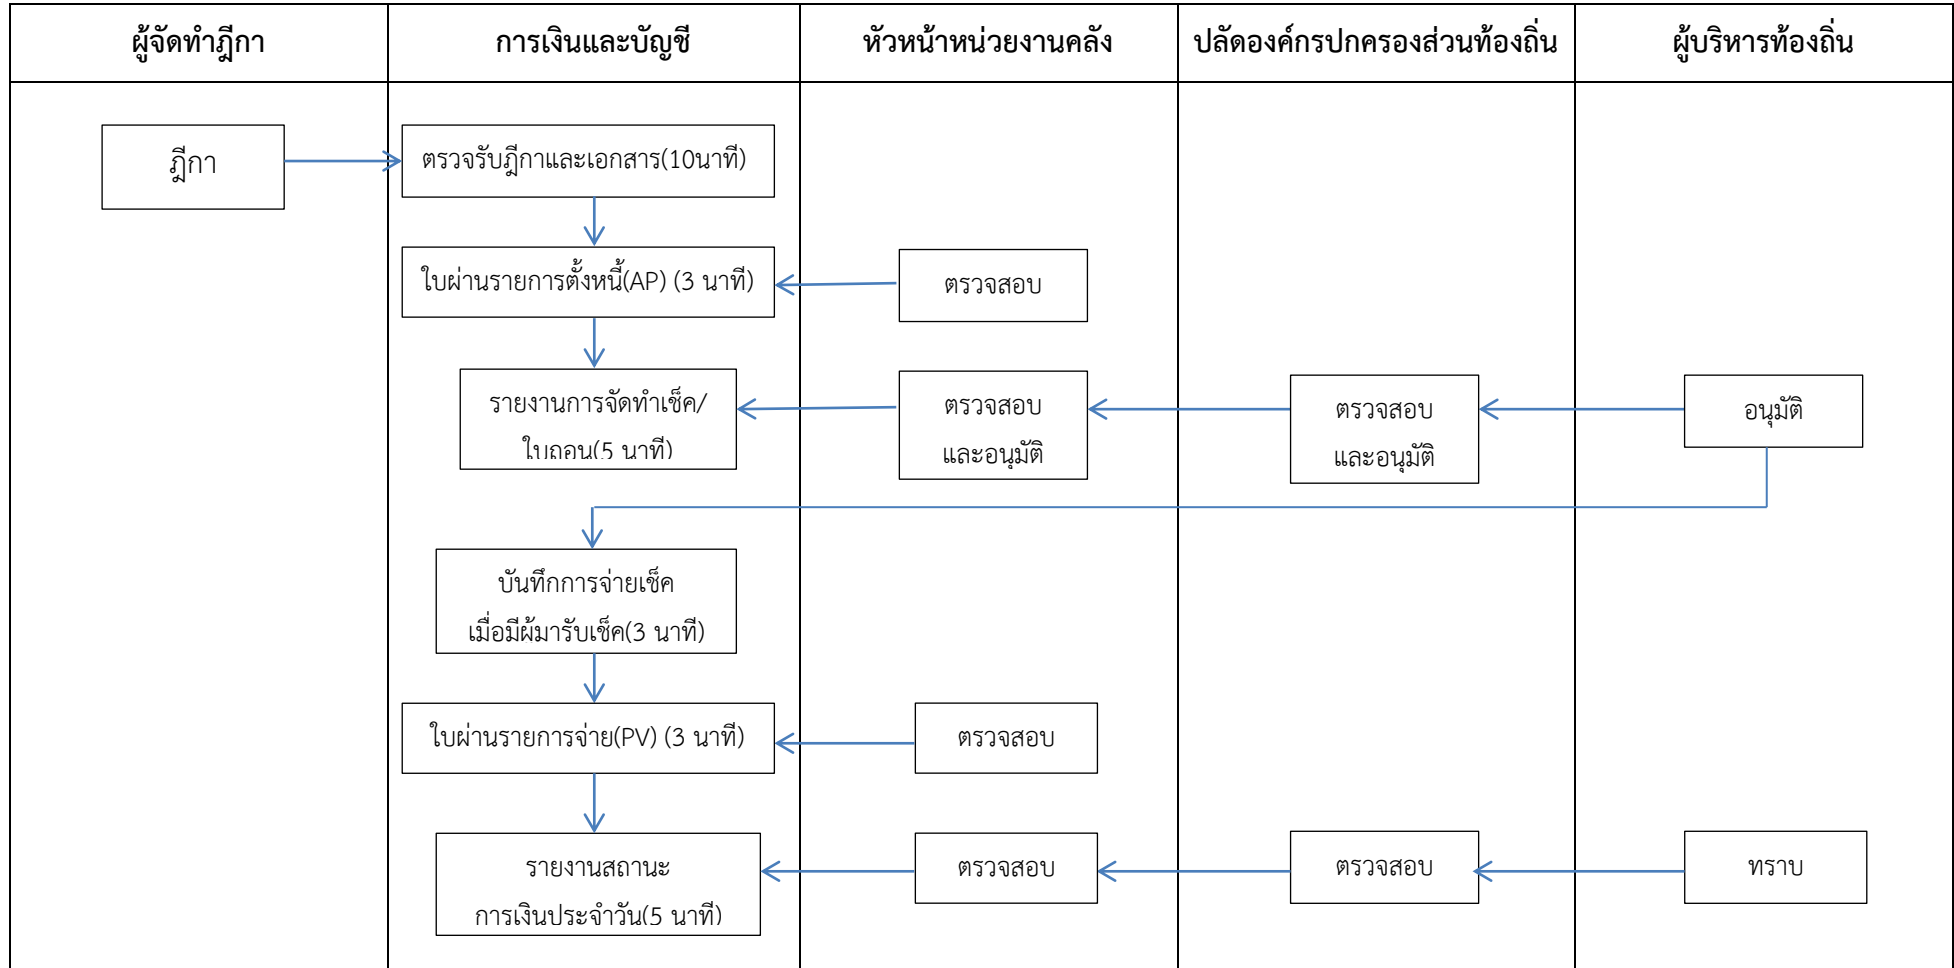 ผู้จัดทำฎีกา
การเงินและบัญชี
หัวหน้าหน่วยงานคลัง
ปลัดองค์กรปกครองส่วนท้องถิ่น
ผู้บริหารท้องถิ่น
ฎีกา
ตรวจรับฎีกาและเอกสาร(10นาที)
ใบผ่านรายการตั้งหนี้(AP) (3 นาที)
ตรวจสอบ
รายงานการจัดทำเช็ค/
ใบถอน(5 นาที)
ตรวจสอบ
และอนุมัติ
ตรวจสอบ
และอนุมัติ
อนุมัติ
บันทึกการจ่ายเช็ค
เมื่อมีผู้มารับเช็ค(3 นาที)
ใบผ่านรายการจ่าย(PV) (3 นาที)
ตรวจสอบ
รายงานสถานะ
การเงินประจำวัน(5 นาที)
ตรวจสอบ
ตรวจสอบ
ทราบ